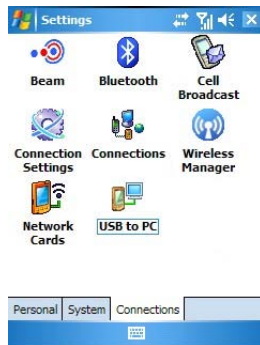 Settings
Beam Bluetooth Cell Broadcast
Connection Settings Connections Wireless Manager
Network Cards USB to PC
Personal System Connections